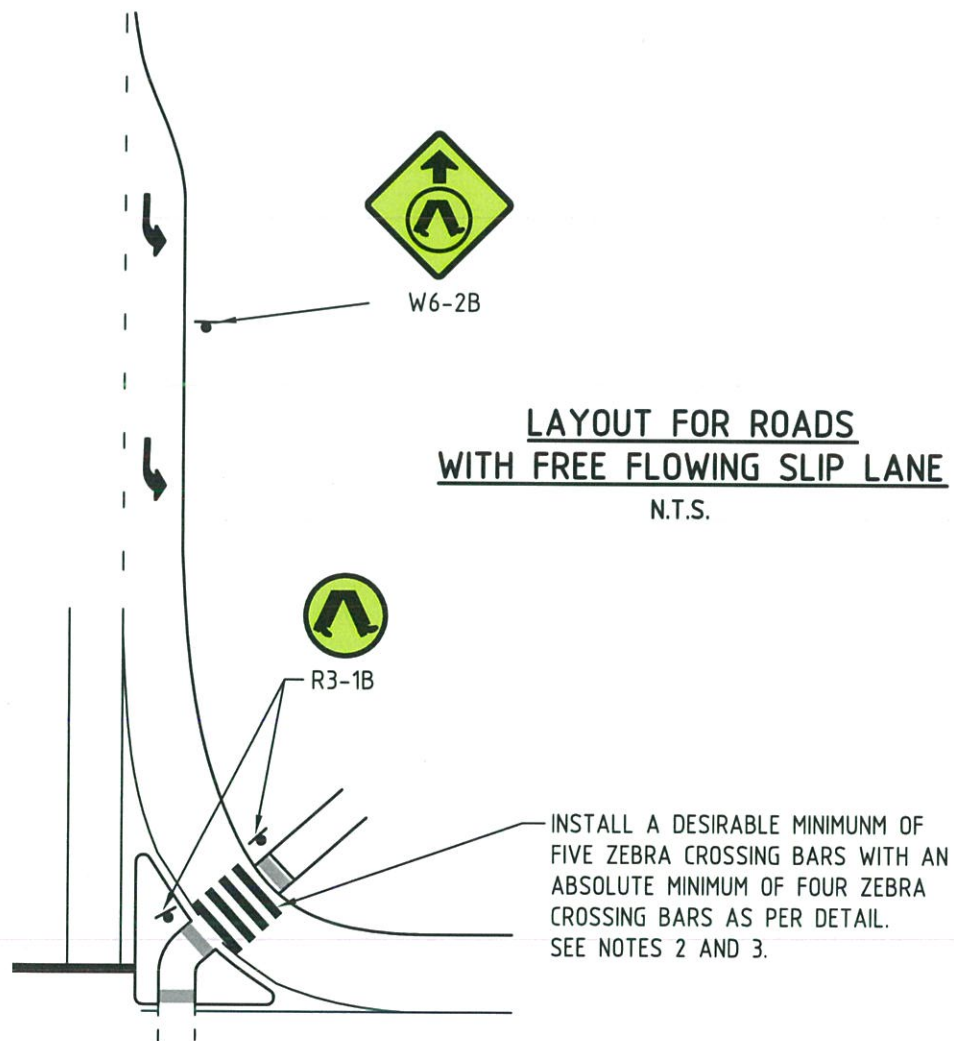 W6-2B
LAYOUT FOR ROADS
WITH FREE FLOWING SLIP LANE
N.T.S.
R3-1B
INSTALL A DESIRABLE MINIMUNM OF
FIVE ZEBRA CROSSING BARS WITH AN
ABSOLUTE MINIMUM OF FOUR ZEBRA
CROSSING BARS AS PER DETAIL.
SEE NOTES 2 AND 3.